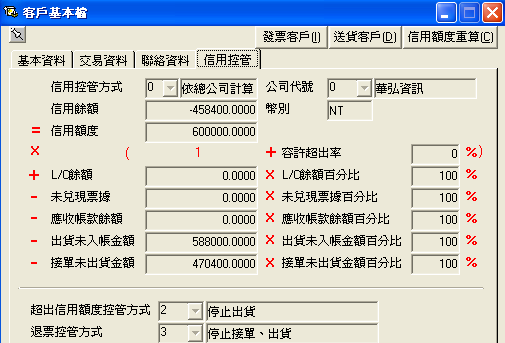 客戶基本檔
發票客戶(I) 送貨客戶(D) 信用額度重算(C)
基本資料 交易資料 聯絡資料 信用控管
信用控管方式 0 依總公司計算 公司代號 0 華弘資訊
信用餘額 -458400.0000 幣別 NT
= 信用額度 600000.0000
X ( 1 + 容許超出率 0 %)
+ L/C餘額 0.0000 X L/C餘額百分比 100 %
- 未兌現票據 0.0000 X 未兌現票據百分比 100 %
- 應收帳款餘額 0.0000 X 應收帳款餘額百分比 100 %
- 出貨未入帳金額 588000.0000 X 出貨未入帳金額百分比 100 %
- 接單未出貨金額 470400.0000 X 接單未出貨金額百分比 100 %
超出信用額度控管方式 2 停止出貨
退票控管方式 3 停止接單、出貨